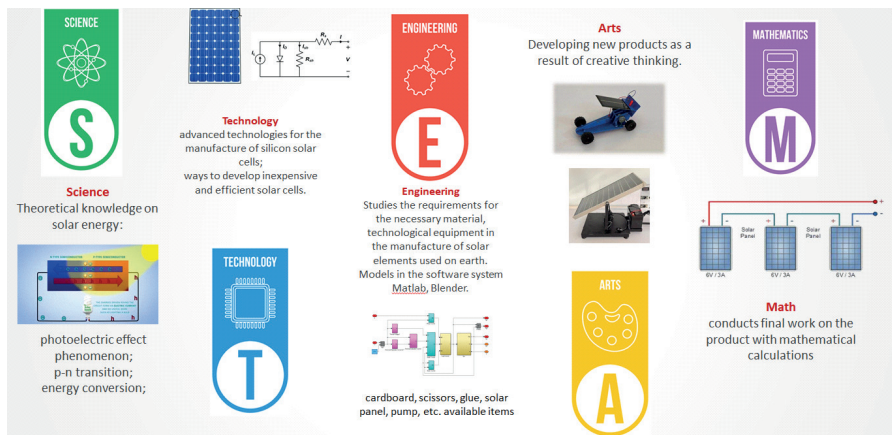 SCIENCE
S
Science
Theoretical knowledge on
solar energy:
photoelectric effect
phenomenon;
p-n transition;
energy conversion;
Technology
advanced technologies for the
manufacture of silicon solar
cells;
ways to develop inexpensive
and efficient solar cells.
TECHNOLOGY
T
ENGINEERING
E
Engineering
Studies the requirements for
the necessary material,
technological equipment in
the manufacture of solar
elements used on earth.
Models in the software system
Matlab, Blender.
cardboard, scissors, glue, solar
panel, pump, etc. available items
Arts
Developing new products as a
result of creative thinking.
ARTS
A
MATHEMATICS
M
+ - + - + -
Solar
Panel
Solar
Panel
6V / 3A
6V / 3A
6V / 3A
Math
conducts final work on the
product with mathematical
calculations